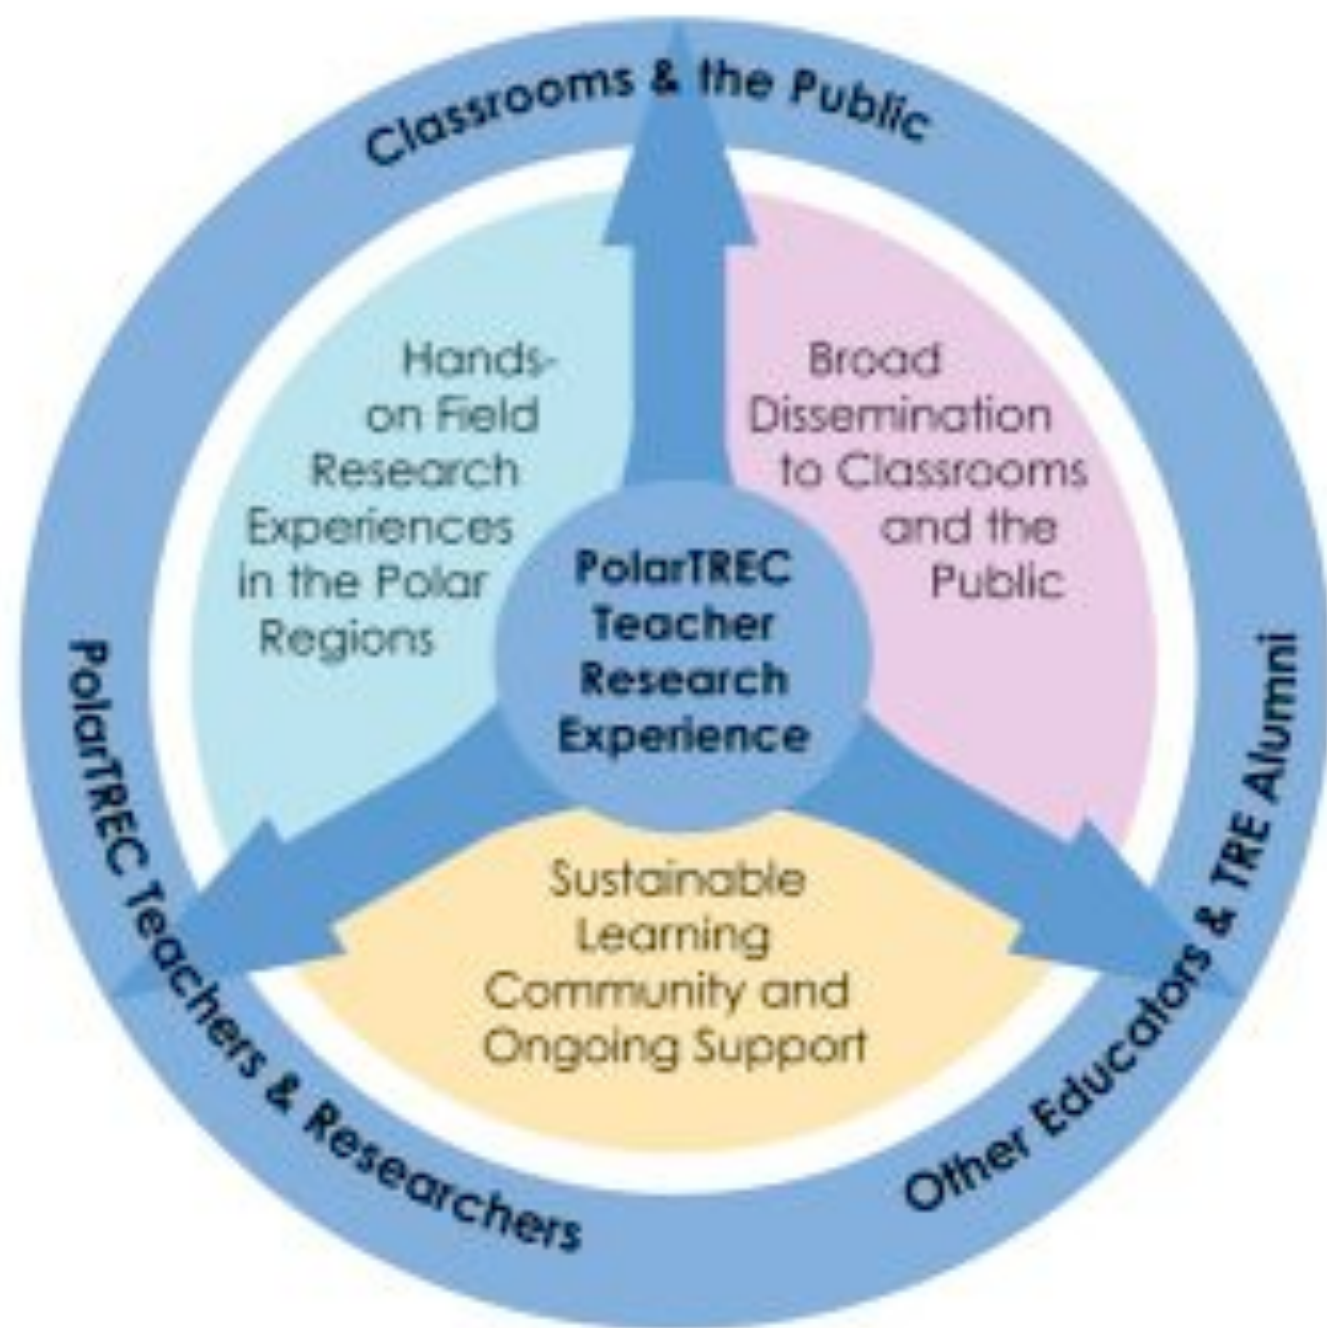 Classrooms & the Public
Hands-
on Field
Research
Experiences
in the Polar
Regions
Broad
Dissemination
to Classrooms
and the
Public
PolarTREC
Teacher
Research
Experience
Sustainable
Learning
Community and
Ongoing Support
PolarTREC Teachers & Researchers
Other Educators & TRE Alumni